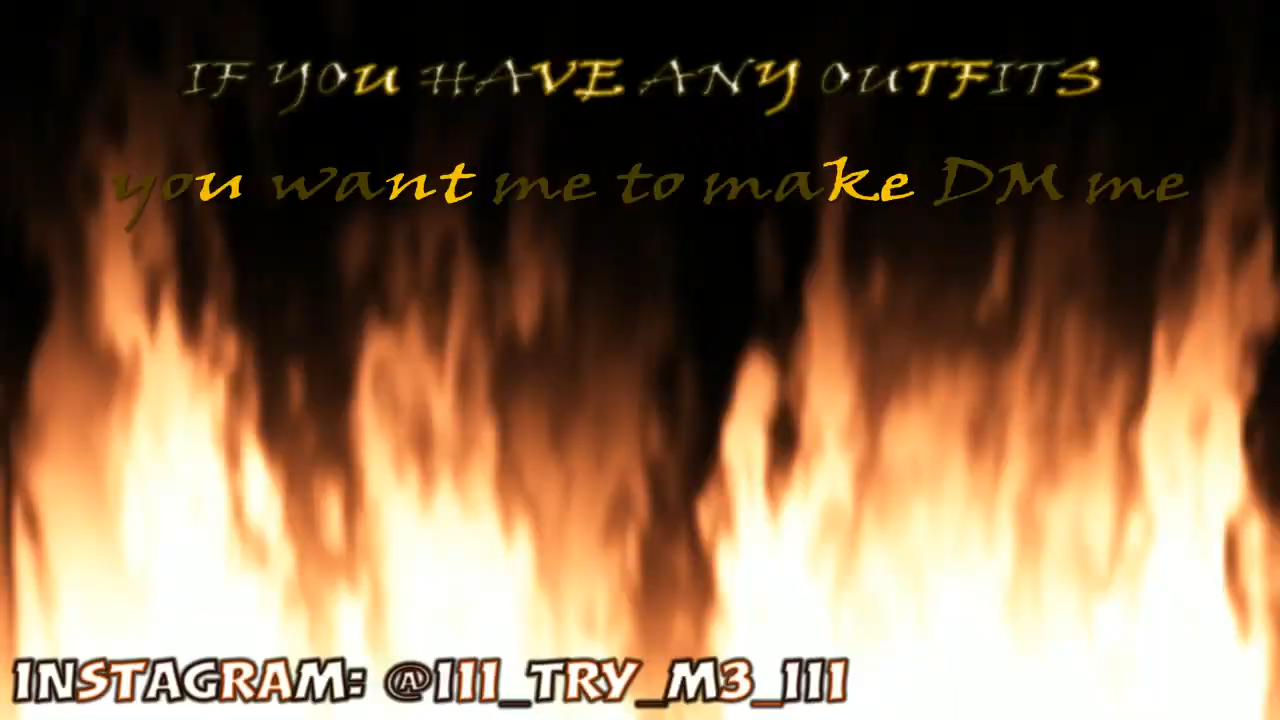 IF YOU HAVE ANY OUTFITS
you want me to make DM me
INSTAGRAM: @III_TRY_M3_III